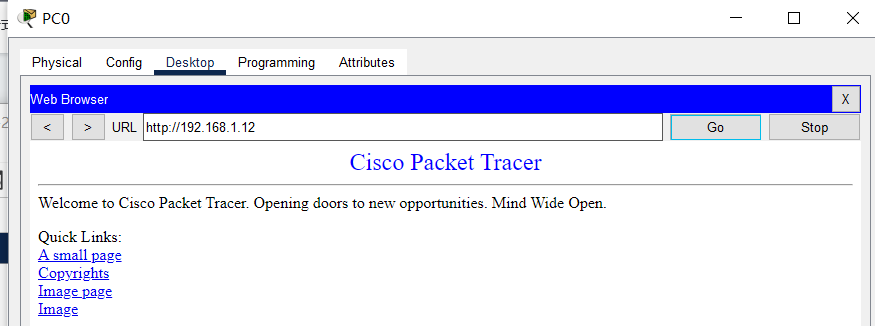 PC0
Physical Config Desktop Programming Attributes
Web Browser X
< > URL http://192.168.1.12 Go Stop
Cisco Packet Tracer
Welcome to Cisco Packet Tracer. Opening doors to new opportunities. Mind Wide Open.
Quick Links:
A small page
Copyrights
Image page
Image